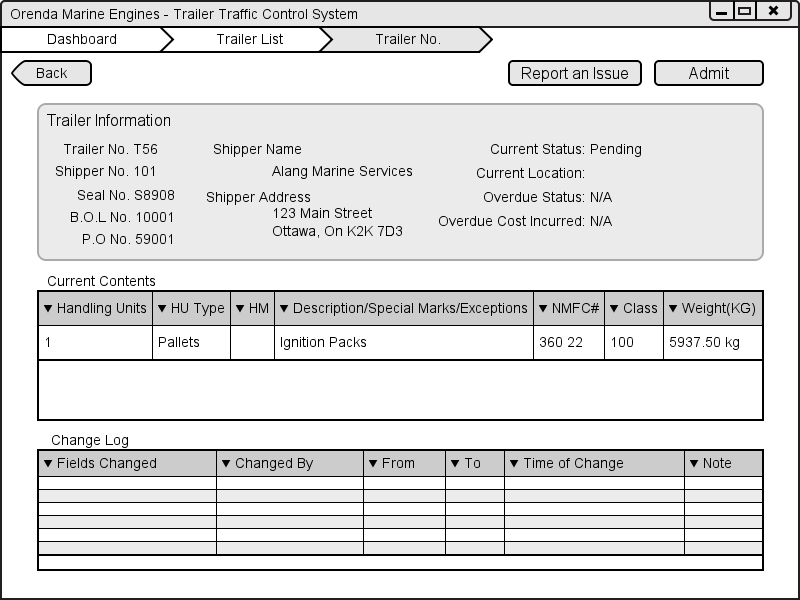 Orenda Marine Engines - Trailer Traffic Control System
Dashboard Trailer List Trailer No.
Back Report an Issue Admit
Trailer Information
Trailer No. T56 Shipper Name Current Status: Pending
Shipper No. 101 Alang Marine Services Current Location:
Seal No. S8908 Shipper Address Overdue Status: N/A
B.O.L No. 10001 123 Main Street Overdue Cost Incurred: N/A
P.O No. 59001 Ottawa, On K2K 7D3
Current Contents
Handling Units HU Type HM Description/Special Marks/Exceptions NMFC# Class Weight(KG)
1 Pallets Ignition Packs 360 22 100 5937.50 kg
Change Log
Fields Changed Changed By From To Time of Change Note